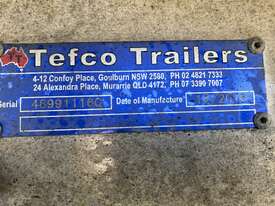 Tefco Trailers
4-12 Confoy Place, Goulburn NSW 2580, PH 02 4821 7333
24 Alexandra Place, Murarrie QLD 4172, PH 07 3390 7007
Serial Date of Manufacture